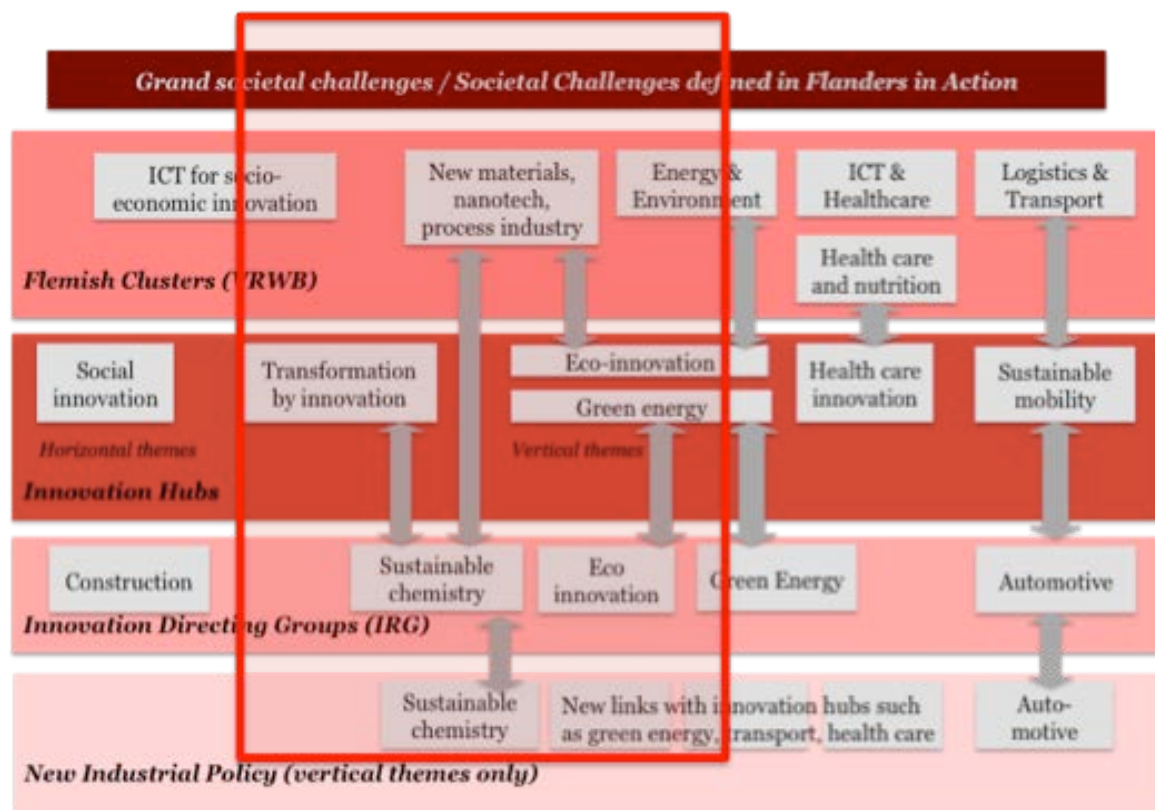 Grand societal challenges / Societal Challenges defined in Flanders in Action
ICT for socio-
economic innovation
New materials,
nanotech,
process industry
Energy &
Environment
ICT &
Healthcare
Logistics &
Transport
Health care
and nutrition
Flemish Clusters (VRWB)
Social
innovation
Transformation
by innovation
Eco-innovation
Green energy
Health care
innovation
Sustainable
mobility
Horizontal themes
Vertical themes
Innovation Hubs
Construction
Sustainable
chemistry
Eco
innovation
Green Energy
Automotive
Innovation Directing Groups (IRG)
Sustainable
chemistry
New links with innovation hubs such
as green energy, transport, health care
Auto-
motive
New Industrial Policy (vertical themes only)